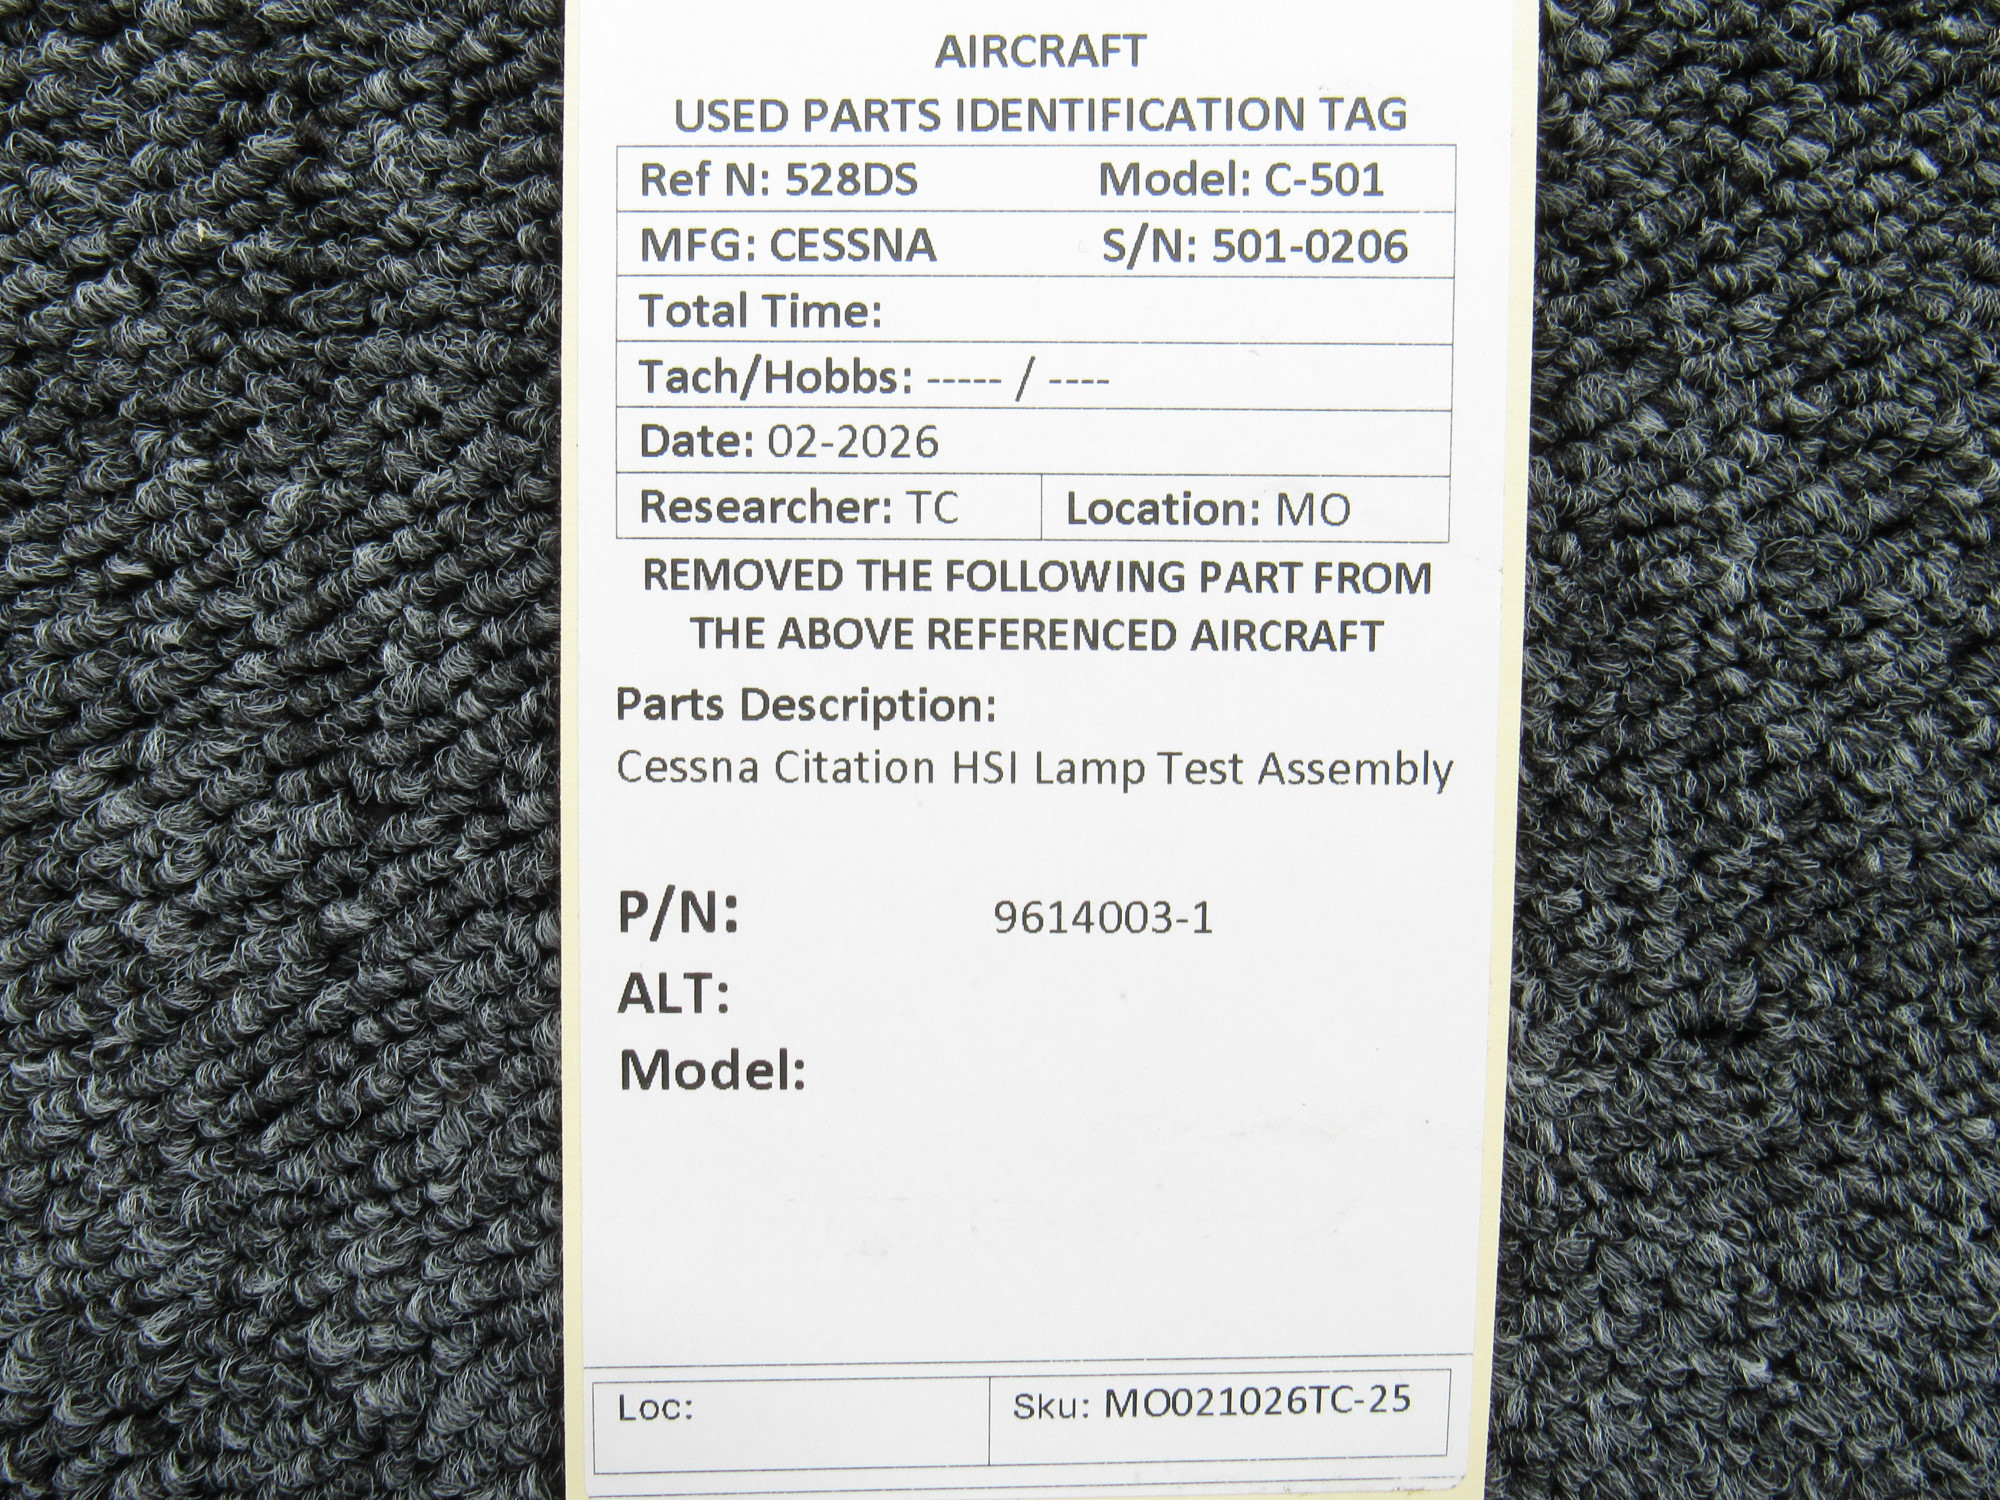 AIRCRAFT
USED PARTS IDENTIFICATION TAG
Ref N: 528DS Model: C-501
MFG: CESSNA S/N: 501-0206
Total Time:
Tach/Hobbs: ----- / ----
Date: 02-2026
Researcher: TC Location: MO
REMOVED THE FOLLOWING PART FROM
THE ABOVE REFERENCED AIRCRAFT
Parts Description:
Cessna Citation HSI Lamp Test Assembly
P/N: 9614003-1
ALT:
Model:
Loc: Sku: MO021026TC-25